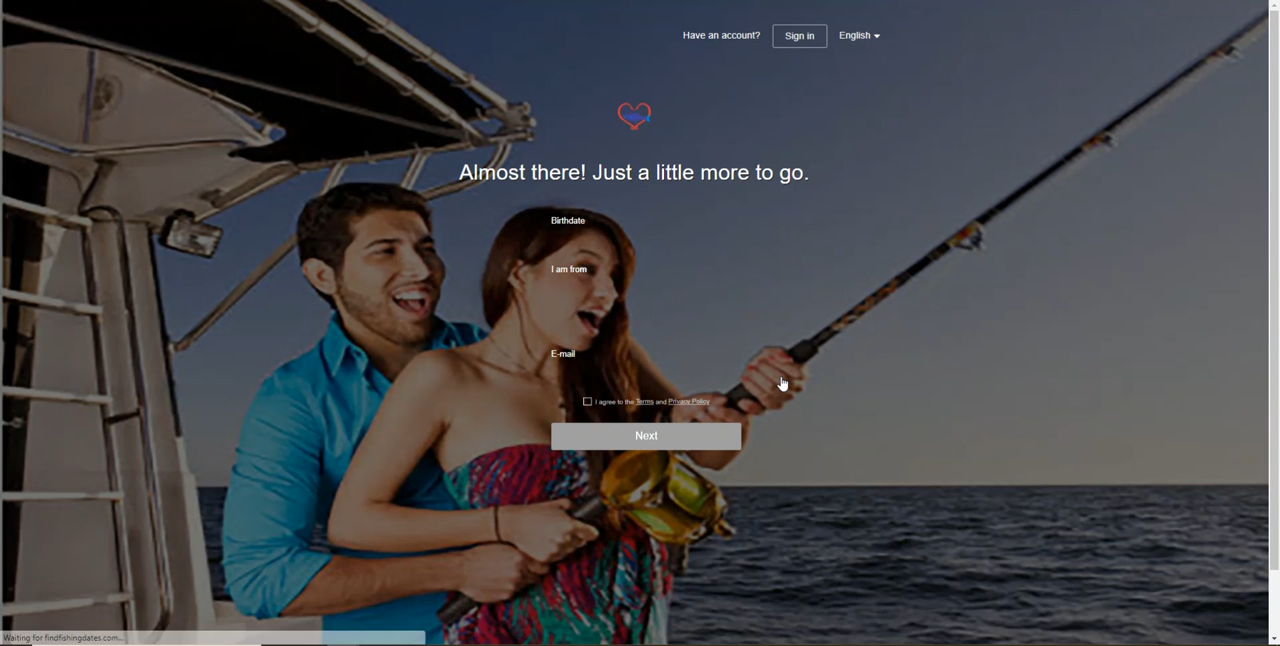 Have an account?
Sign in
English
Almost there! Just a little more to go.
Birthdate
I am from
E-mail
I agree to the Terms and Privacy Policy
Next
Waiting for findfishingdates.com...